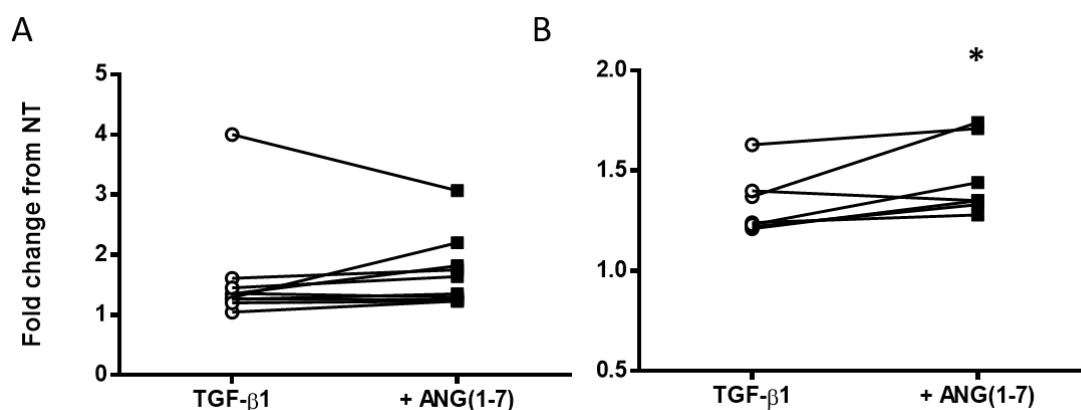 A
Fold change from NT
5
4
3
2
1
0
TGF-β1 + ANG(1-7)
B
*
2.0
1.5
1.0
0.5
TGF-β1 + ANG(1-7)